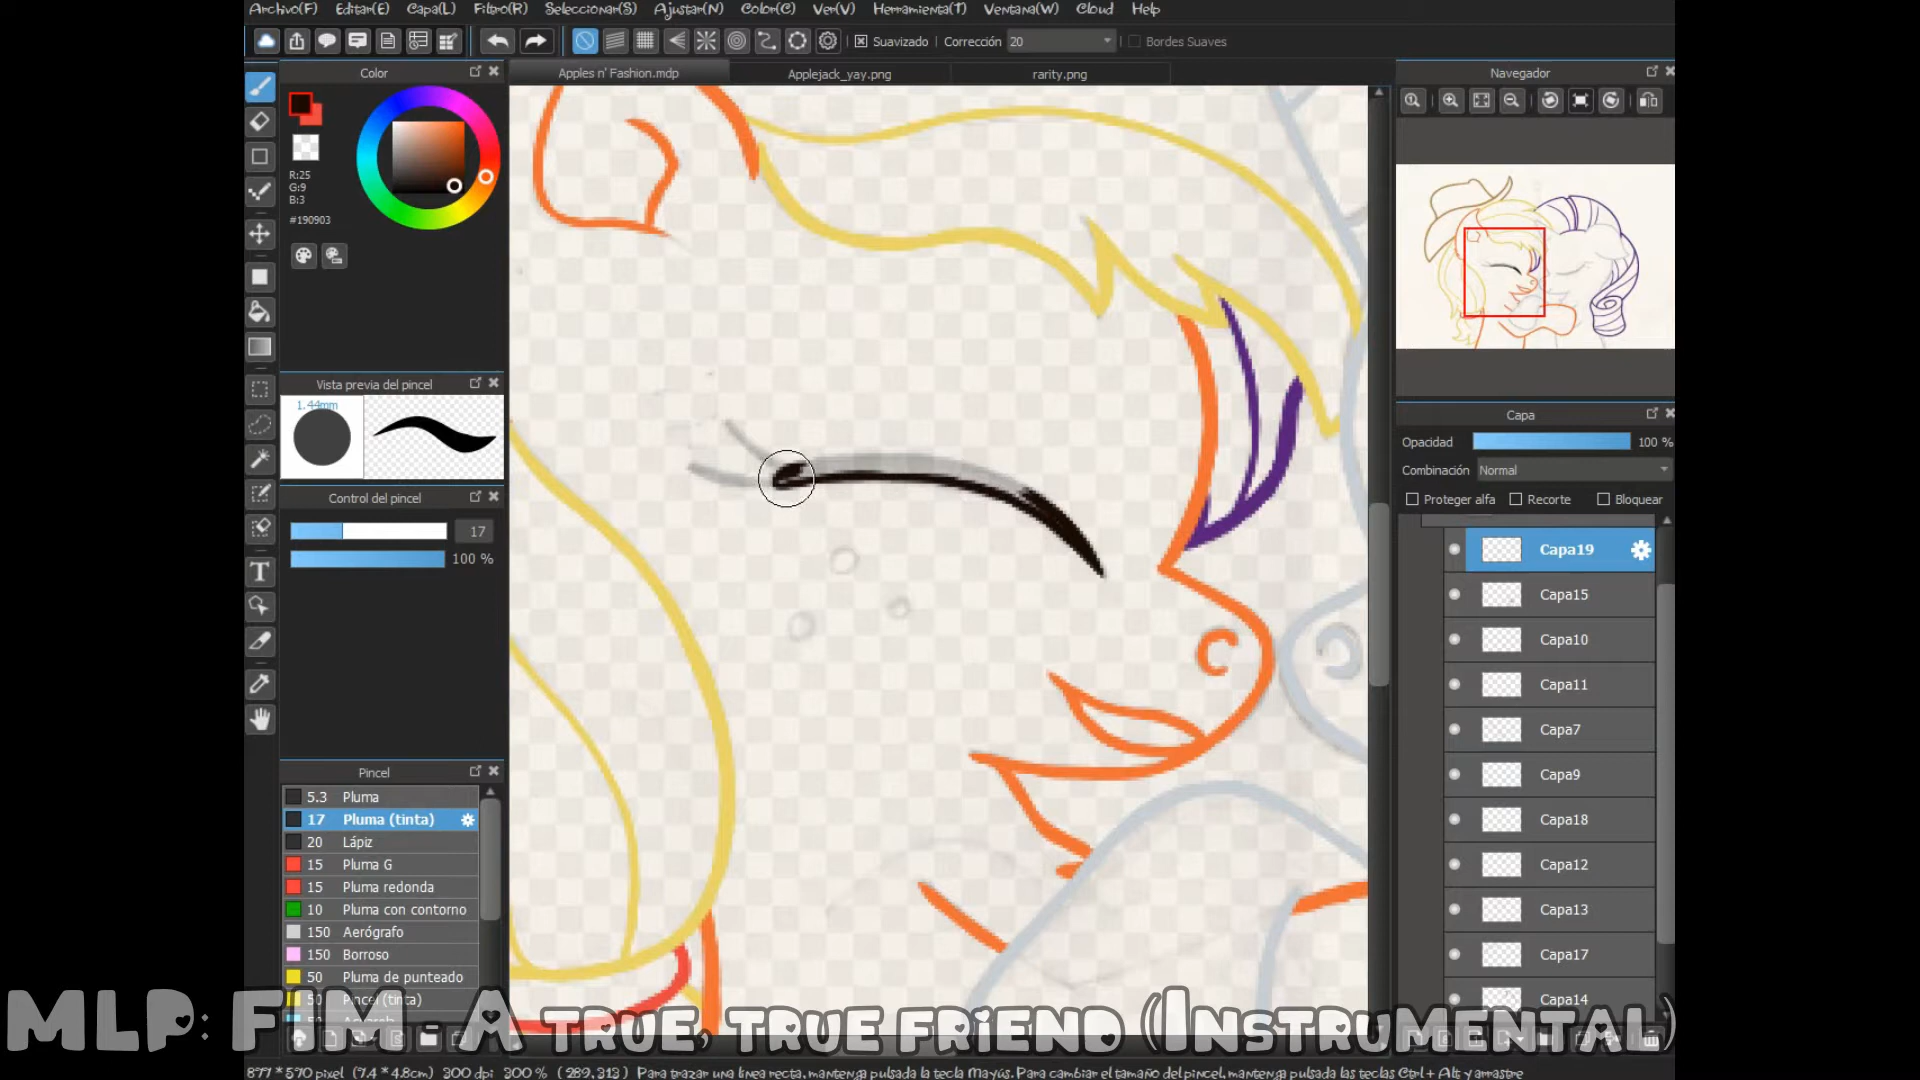 Archivo(F) Editar(E) Capa(L) Filtro(R) Seleccionar(S) Ajustar(N) Color(C) Ver(V) Herramienta(T) Ventana(W) Cloud Help
Suavizado Corrección 20 Bordes Suaves
Color
Apples n' Fashion.mdp Applejack_yay.png rarity.png
Navegador
R:25
G:9
B:3
#190903
Vista previa del pincel
1.44mm
Control del pincel
17
100 %
Capa
Opacidad 100 %
Combinación Normal
Proteger alfa Recorte Bloquear
Capa19
Capa15
Capa10
Capa11
Capa7
Capa9
Capa18
Capa12
Capa13
Capa17
Capa14
Pincel
5.3 Pluma
17 Pluma (tinta)
20 Lápiz
15 Pluma G
15 Pluma redonda
10 Pluma con contorno
150 Aerógrafo
150 Borroso
50 Pluma de punteado
50 Pincel (tinta)
MLP: FIM - A true, true friend (Instrumental)
877*570 pixel (7.4*4.8cm) 300 dpi 300 % (289,313) Para trazar una línea recta, mantenga pulsada la tecla Mayús. Para cambiar el tamaño del pincel, mantenga pulsadas las teclas Ctrl + Alt y arrastre